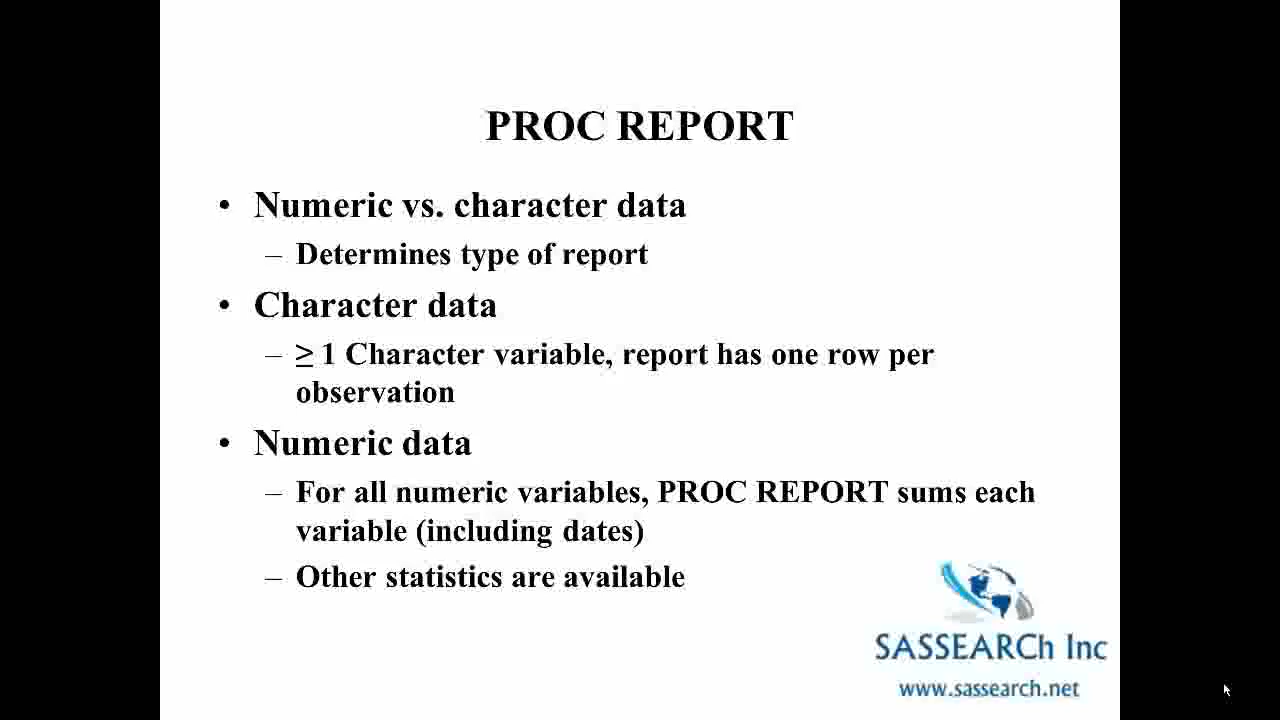 PROC REPORT
• Numeric vs. character data
– Determines type of report
• Character data
– ≥ 1 Character variable, report has one row per
observation
• Numeric data
– For all numeric variables, PROC REPORT sums each
variable (including dates)
– Other statistics are available
SASSEARCh Inc
www.sassearch.net